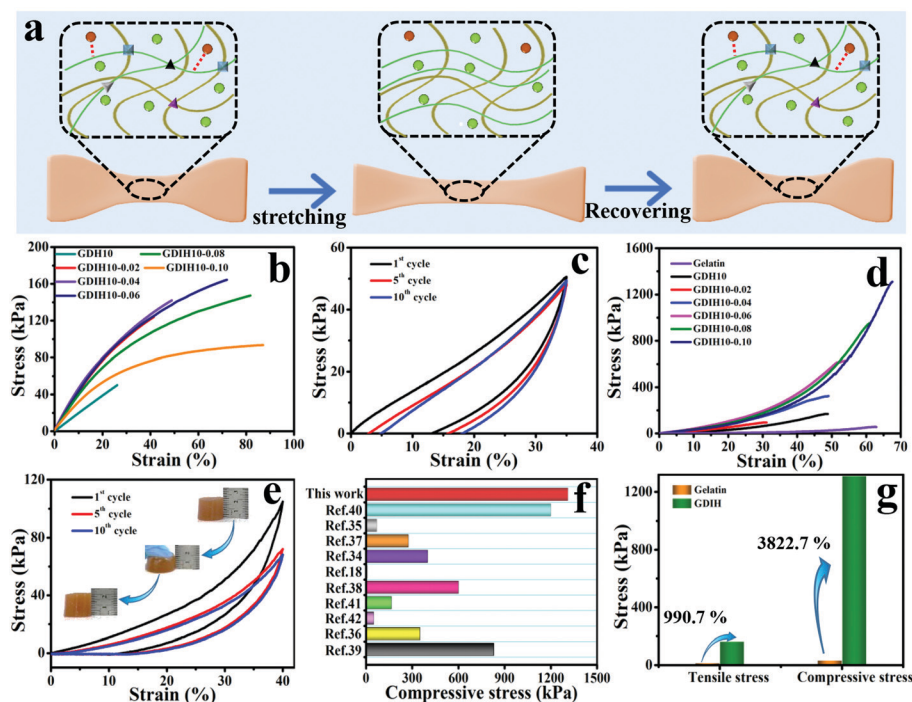 a
stretching
Recovering
b
Stress (kPa)
200
160
120
80
40
0
GDH10
GDIH10-0.02
GDIH10-0.04
GDIH10-0.06
GDIH10-0.08
GDIH10-0.10
0 20 40 60 80 100
Strain (%)
c
Stress (kPa)
60
40
20
0
1st cycle
5th cycle
10th cycle
0 10 20 30 40
Strain (%)
d
Stress (kPa)
1600
1200
800
400
0
Gelatin
GDH10
GDIH10-0.02
GDIH10-0.04
GDIH10-0.06
GDIH10-0.08
GDIH10-0.10
0 10 20 30 40 50 60 70
Strain (%)
e
Stress (kPa)
120
100
80
60
40
20
0
1st cycle
5th cycle
10th cycle
0 10 20 30 40
Strain (%)
f
This work
Ref.40
Ref.35
Ref.37
Ref.34
Ref.18
Ref.38
Ref.41
Ref.42
Ref.36
Ref.39
0 300 600 900 1200 1500
Compressive stress (kPa)
g
Stress (kPa)
1200
900
600
300
0
Gelatin
GDIH
990.7 %
3822.7 %
Tensile stress Compressive stress